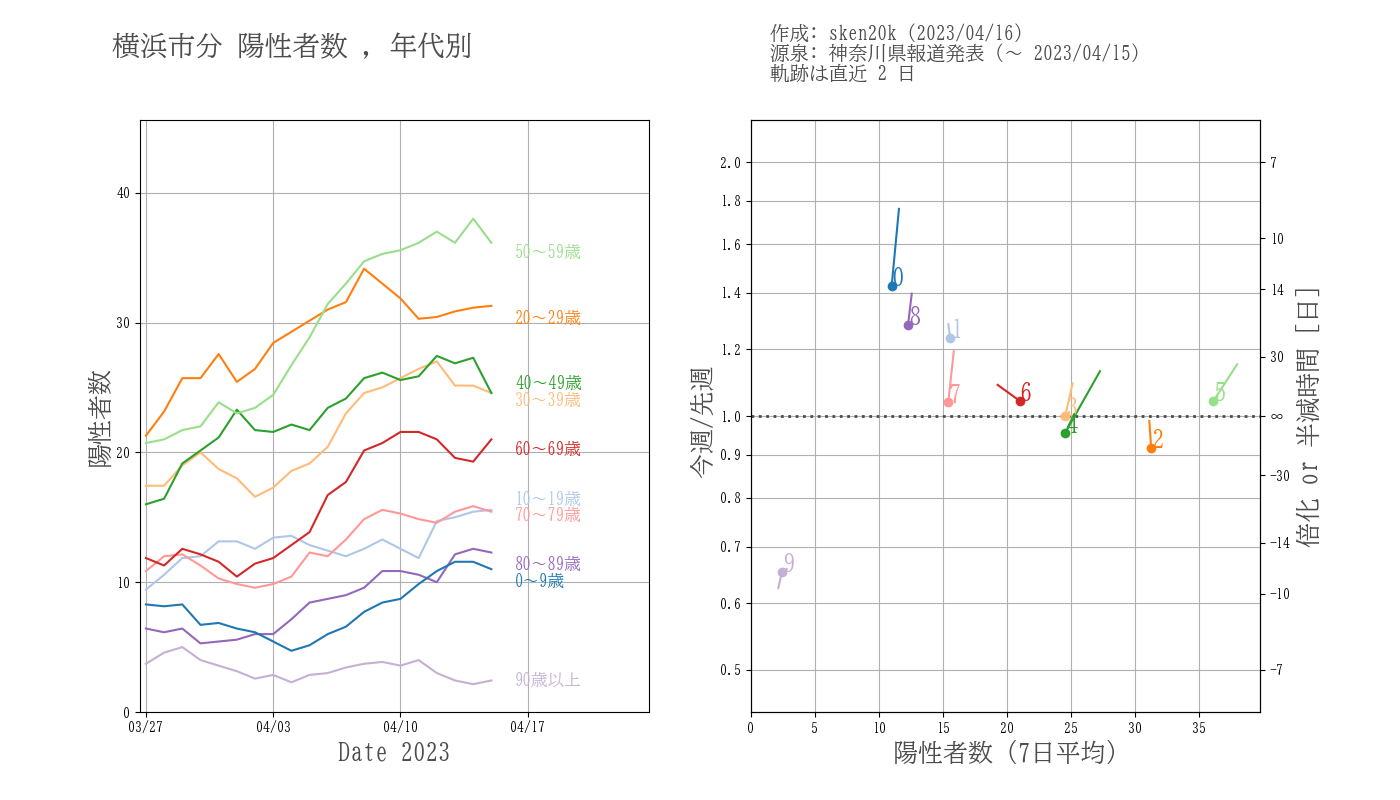 横浜市分 陽性者数 , 年代別
作成: sken20k (2023/04/16)
源泉: 神奈川県報道発表 (〜 2023/04/15)
軌跡は直近 2 日
陽性者数
40
30
20
10
0
03/27
04/03
04/10
04/17
Date 2023
50〜59歳
20〜29歳
40〜49歳
30〜39歳
60〜69歳
10〜19歳
70〜79歳
80〜89歳
0〜9歳
90歳以上
今週/先週
2.0
1.8
1.6
1.4
1.2
1.0
0.9
0.8
0.7
0.6
0.5
0
8
1
7
6
3
4
5
2
9
0
5
10
15
20
25
30
35
陽性者数 (7日平均)
7
10
14
30
∞
-30
-14
-10
-7
倍化 or 半減時間 [日]